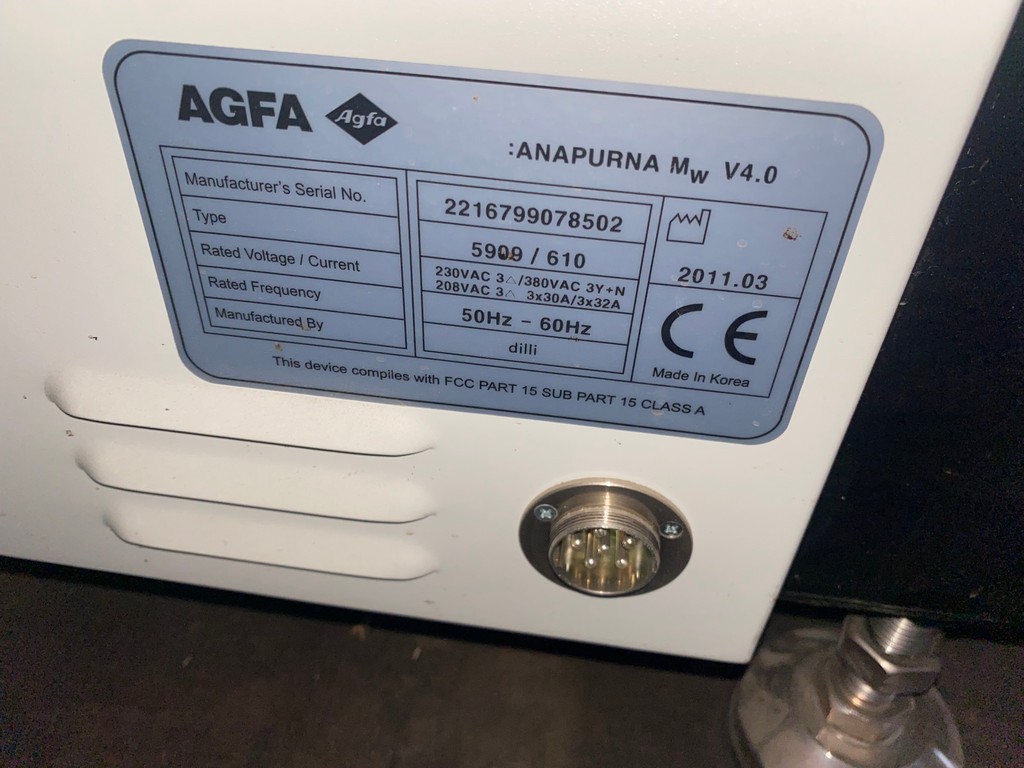 AGFA Agfa
:ANAPURNA Mw V4.0
Manufacturer's Serial No. 2216799078502
Type 5909 / 610
Rated Voltage / Current 230VAC 3△/380VAC 3Y+N
208VAC 3△ 3x30A/3x32A
Rated Frequency 50Hz - 60Hz
Manufactured By dilli
2011.03
CE
Made In Korea
This device complies with FCC PART 15 SUB PART 15 CLASS A